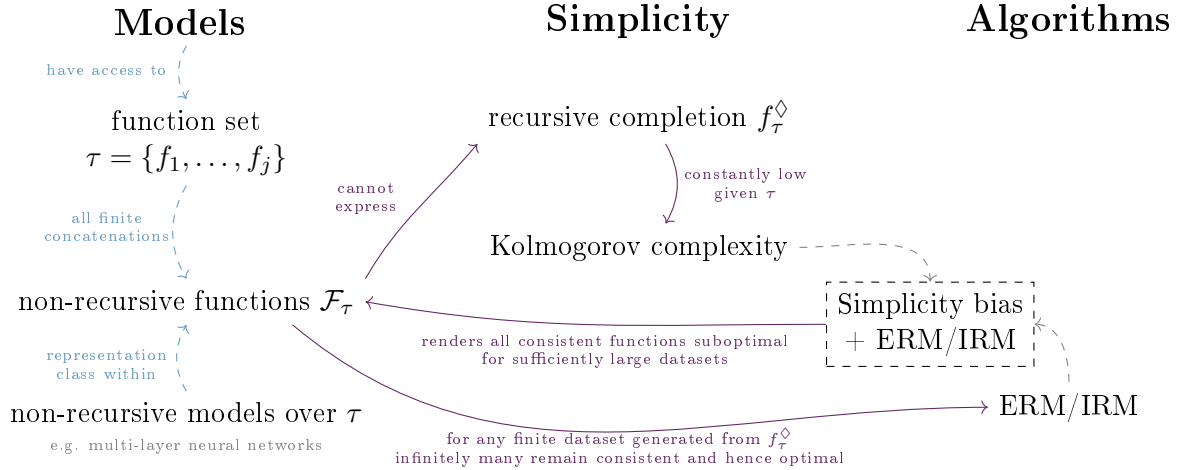 Models
Simplicity
Algorithms
have access to
function set
τ = {f₁, . . . , fⱼ}
recursive completion f_τ^◊
constantly low
given τ
cannot
express
all finite
concatenations
Kolmogorov complexity
non-recursive functions 𝓕_τ
Simplicity bias
+ ERM/IRM
renders all consistent functions suboptimal
for sufficiently large datasets
representation
class within
non-recursive models over τ
e.g. multi-layer neural networks
ERM/IRM
for any finite dataset generated from f_τ^◊
infinitely many remain consistent and hence optimal